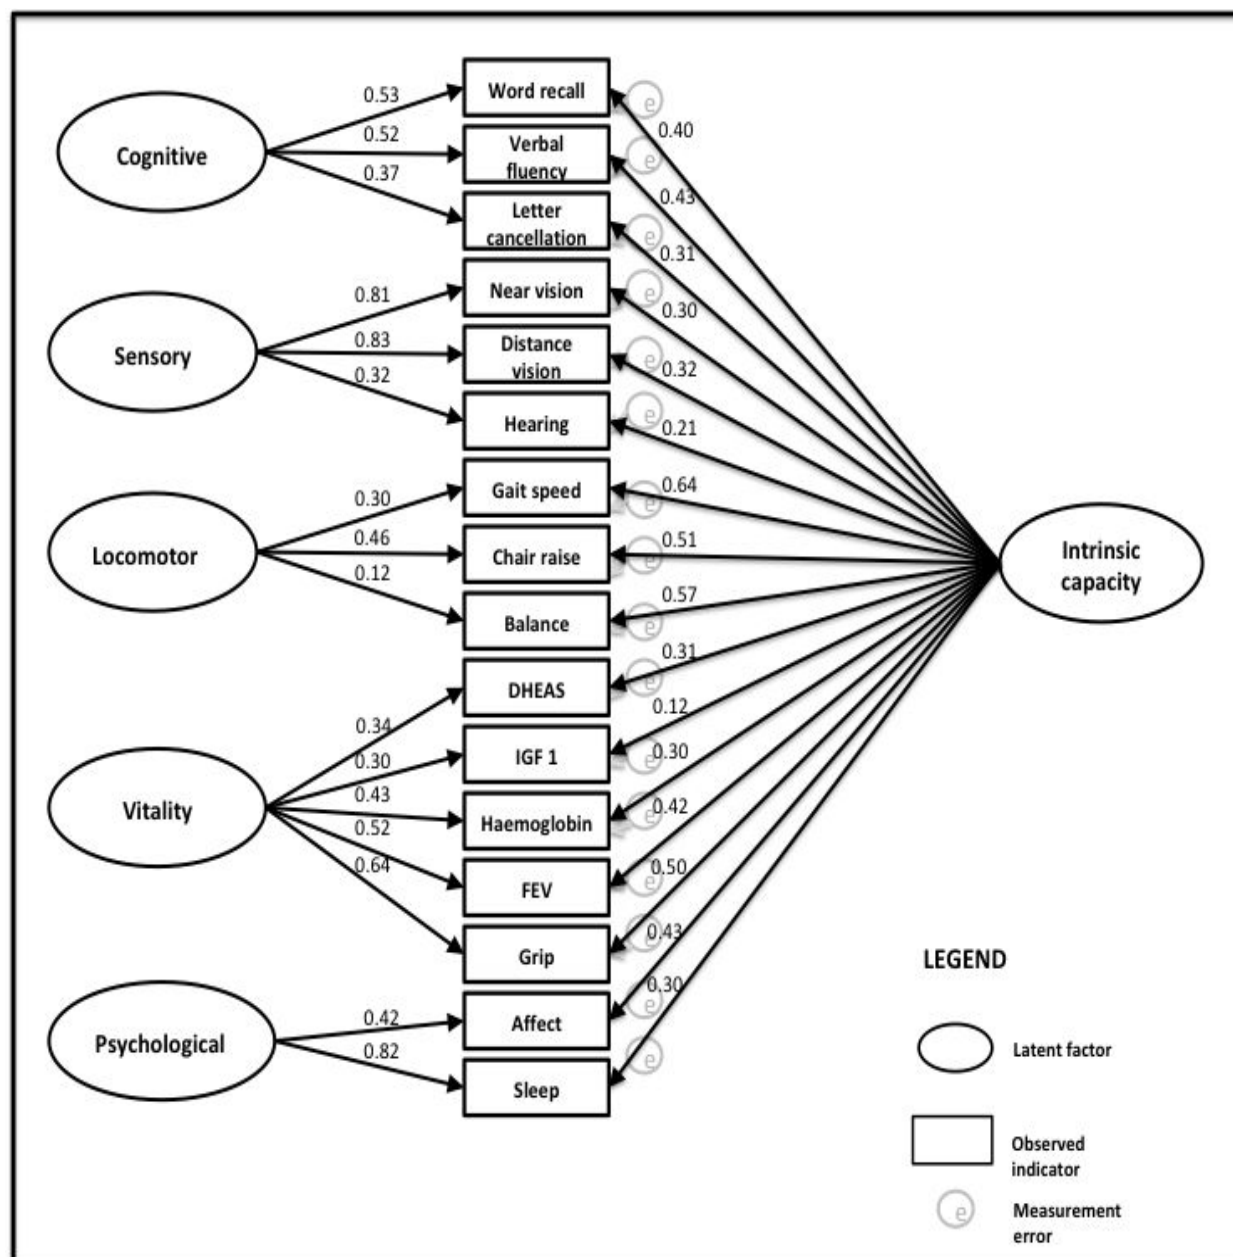 0.53
Word recall
e
0.40
Cognitive
0.52
Verbal
fluency
e
0.43
0.37
Letter
cancellation
e
0.31
0.81
Near vision
e
0.30
Sensory
0.83
Distance
vision
e
0.32
0.32
Hearing
e
0.21
0.30
Gait speed
e
0.64
Locomotor
0.46
Chair raise
e
0.51
0.12
Balance
e
0.57
Intrinsic
capacity
0.34
DHEAS
e
0.31
0.30
IGF 1
e
0.12
Vitality
0.43
Haemoglobin
e
0.30
0.52
FEV
e
0.42
0.64
Grip
e
0.50
Psychological
0.42
Affect
e
0.43
0.82
Sleep
e
0.30
LEGEND
Latent factor
Observed
indicator
e
Measurement
error